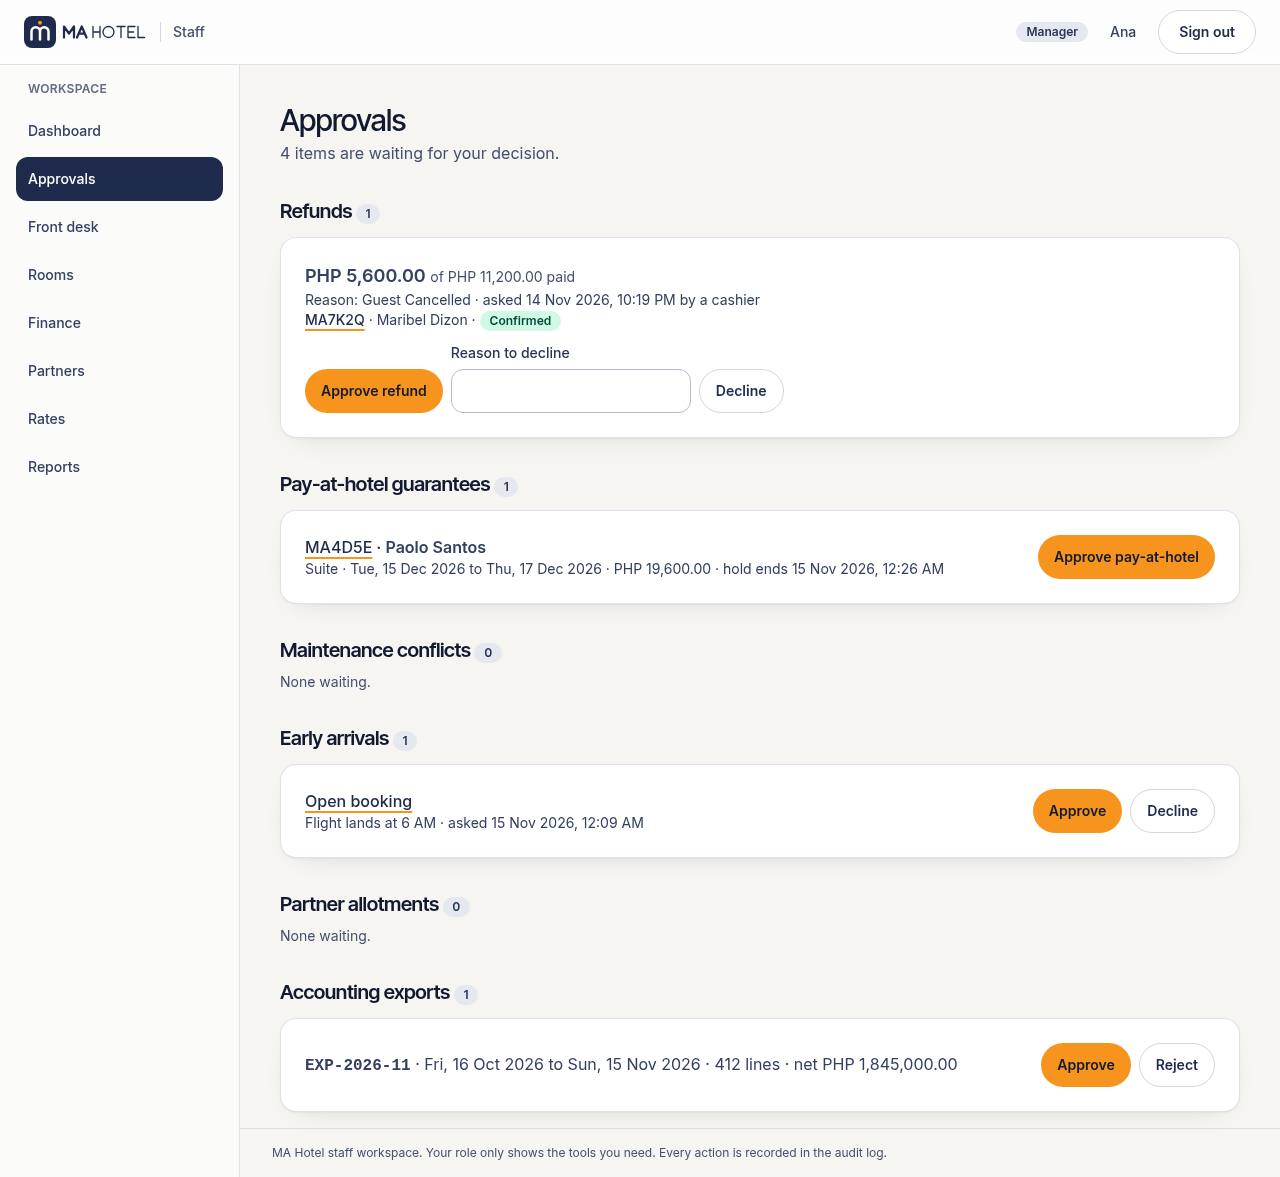 MA HOTEL
Staff
Manager
Ana
Sign out
WORKSPACE
Dashboard
Approvals
Front desk
Rooms
Finance
Partners
Rates
Reports
Approvals
4 items are waiting for your decision.
Refunds 1
PHP 5,600.00 of PHP 11,200.00 paid
Reason: Guest Cancelled · asked 14 Nov 2026, 10:19 PM by a cashier
MA7K2Q · Maribel Dizon · Confirmed
Reason to decline
Approve refund
Decline
Pay-at-hotel guarantees 1
MA4D5E · Paolo Santos
Suite · Tue, 15 Dec 2026 to Thu, 17 Dec 2026 · PHP 19,600.00 · hold ends 15 Nov 2026, 12:26 AM
Approve pay-at-hotel
Maintenance conflicts 0
None waiting.
Early arrivals 1
Open booking
Flight lands at 6 AM · asked 15 Nov 2026, 12:09 AM
Approve
Decline
Partner allotments 0
None waiting.
Accounting exports 1
EXP-2026-11 · Fri, 16 Oct 2026 to Sun, 15 Nov 2026 · 412 lines · net PHP 1,845,000.00
Approve
Reject
MA Hotel staff workspace. Your role only shows the tools you need. Every action is recorded in the audit log.